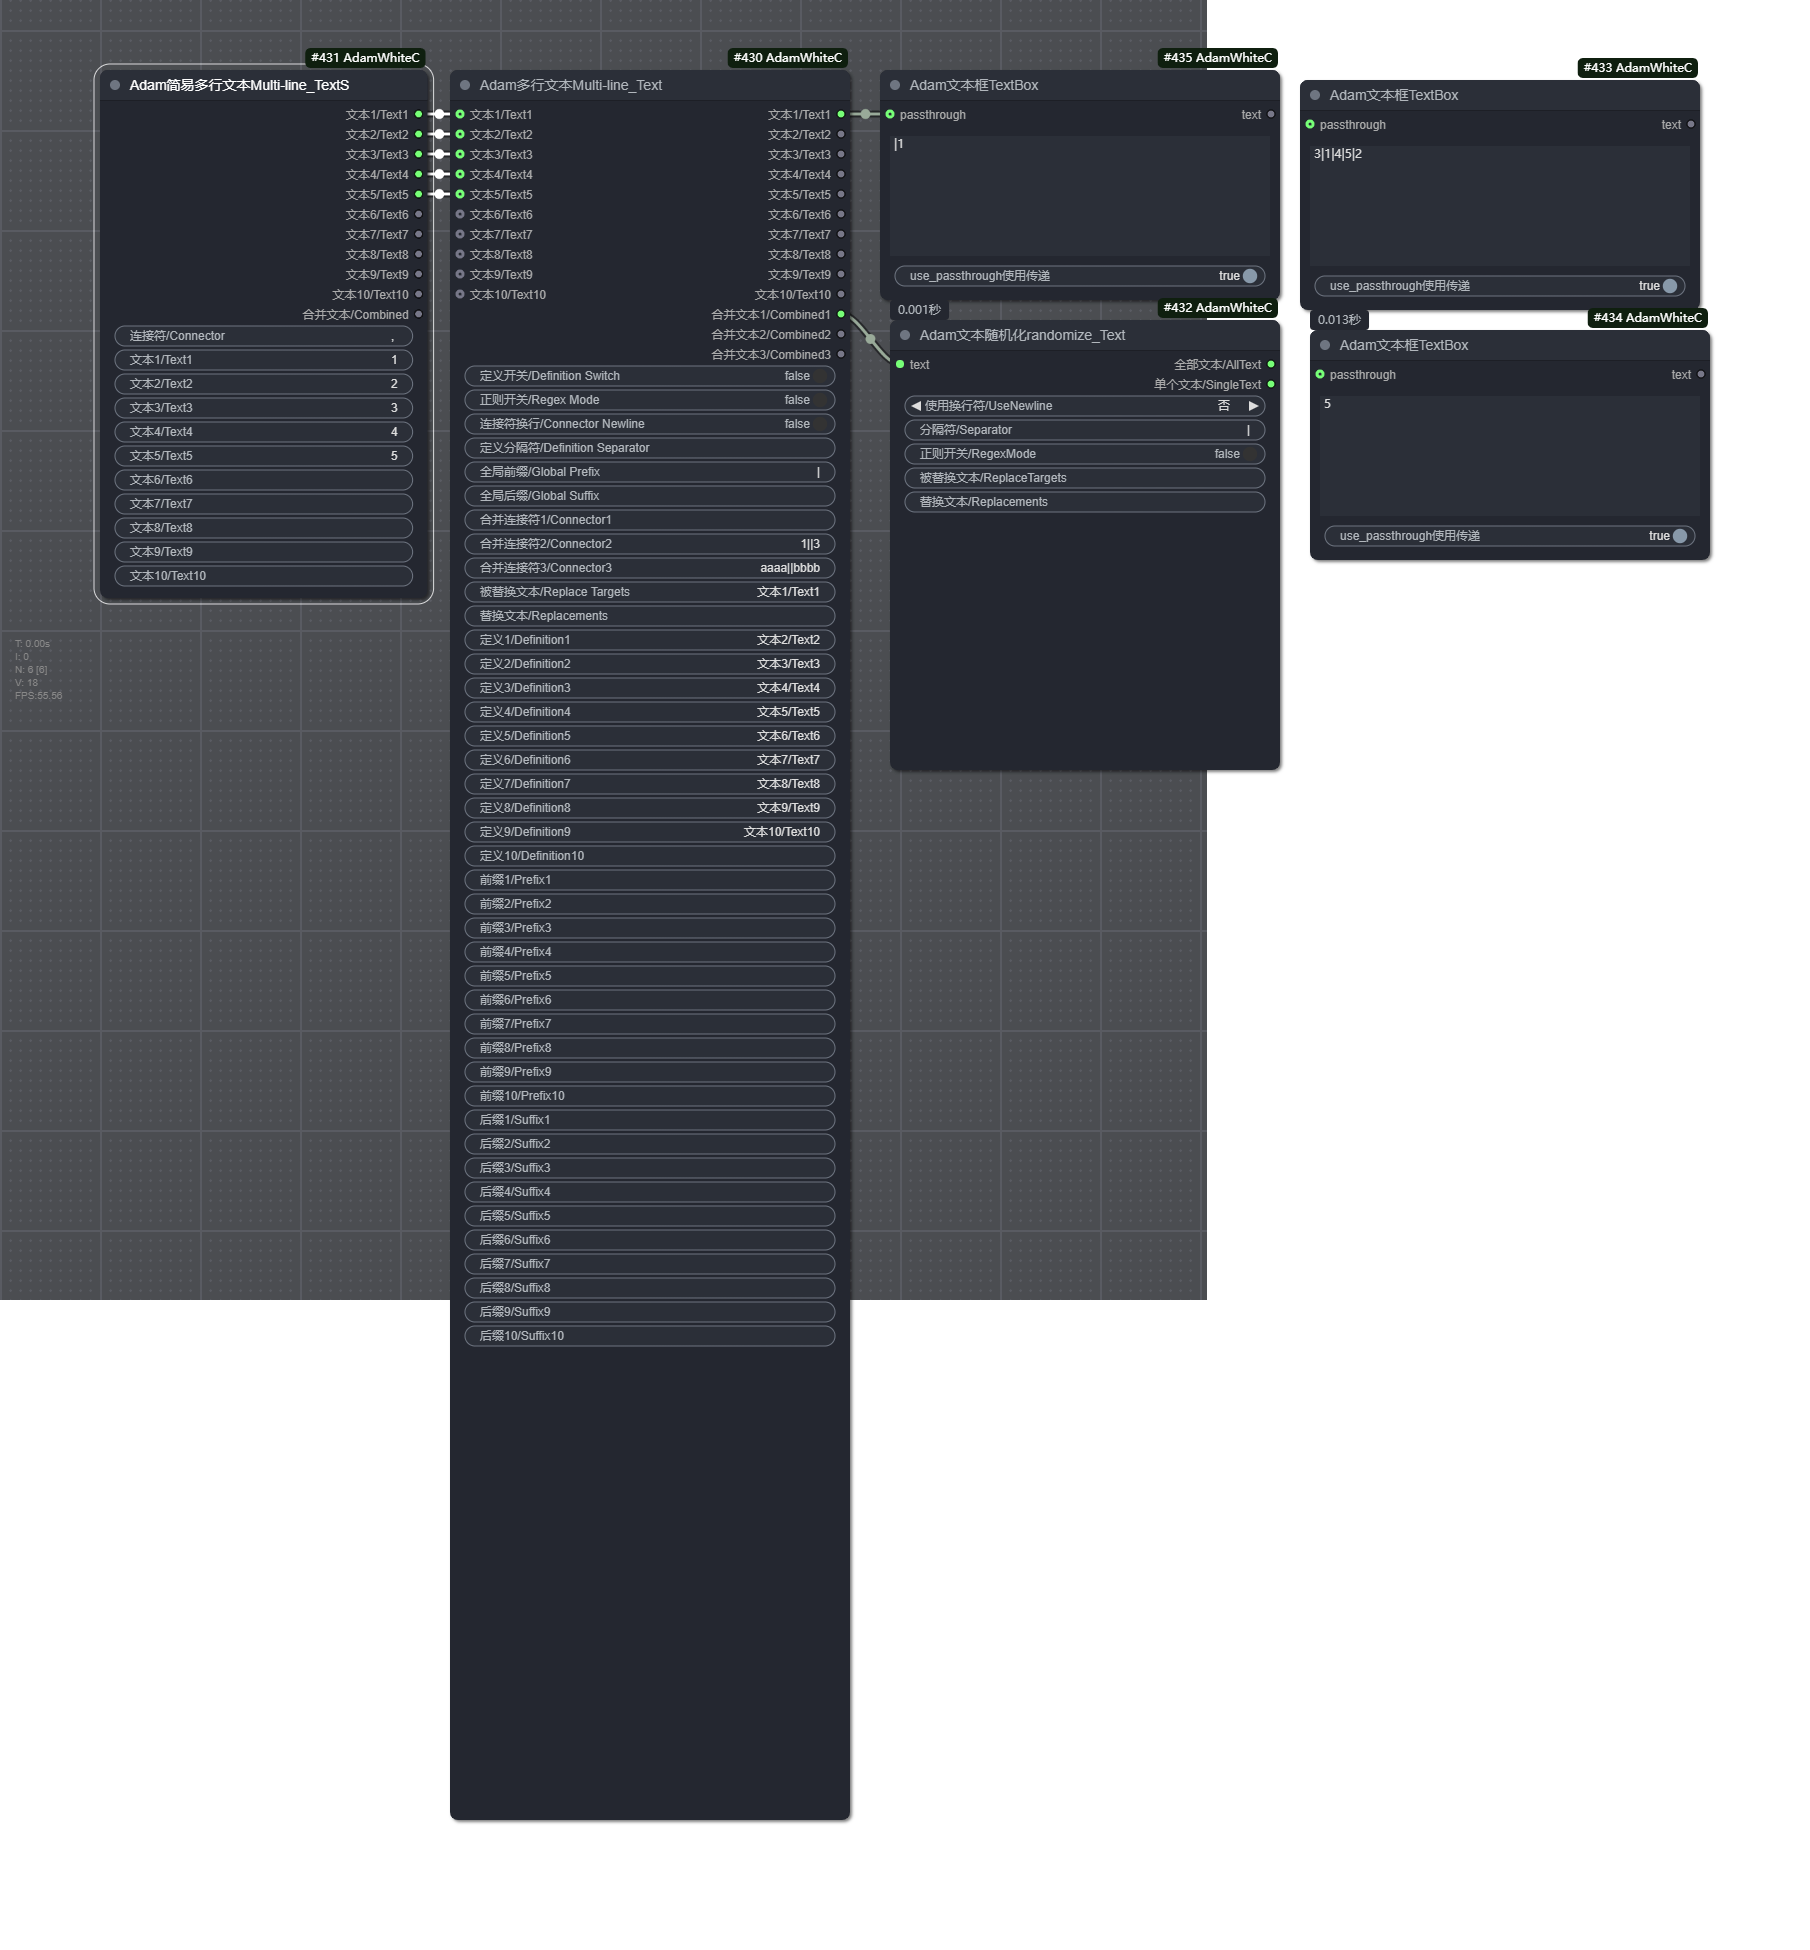 #431 AdamWhiteC
Adam简易多行文本Multi-line_TextS
文本1/Text1
文本2/Text2
文本3/Text3
文本4/Text4
文本5/Text5
文本6/Text6
文本7/Text7
文本8/Text8
文本9/Text9
文本10/Text10
合并文本/Combined
连接符/Connector ,
文本1/Text1 1
文本2/Text2 2
文本3/Text3 3
文本4/Text4 4
文本5/Text5 5
文本6/Text6
文本7/Text7
文本8/Text8
文本9/Text9
文本10/Text10
T: 0.00s
I: 0
N: 6 [6]
V: 18
FPS:55.56
#430 AdamWhiteC
Adam多行文本Multi-line_Text
文本1/Text1 文本1/Text1
文本2/Text2 文本2/Text2
文本3/Text3 文本3/Text3
文本4/Text4 文本4/Text4
文本5/Text5 文本5/Text5
文本6/Text6 文本6/Text6
文本7/Text7 文本7/Text7
文本8/Text8 文本8/Text8
文本9/Text9 文本9/Text9
文本10/Text10 文本10/Text10
合并文本1/Combined1
合并文本2/Combined2
合并文本3/Combined3
定义开关/Definition Switch false
正则开关/Regex Mode false
连接符换行/Connector Newline false
定义分隔符/Definition Separator
全局前缀/Global Prefix |
全局后缀/Global Suffix
合并连接符1/Connector1
合并连接符2/Connector2 1||3
合并连接符3/Connector3 aaaa||bbbb
被替换文本/Replace Targets 文本1/Text1
替换文本/Replacements
定义1/Definition1 文本2/Text2
定义2/Definition2 文本3/Text3
定义3/Definition3 文本4/Text4
定义4/Definition4 文本5/Text5
定义5/Definition5 文本6/Text6
定义6/Definition6 文本7/Text7
定义7/Definition7 文本8/Text8
定义8/Definition8 文本9/Text9
定义9/Definition9 文本10/Text10
定义10/Definition10
前缀1/Prefix1
前缀2/Prefix2
前缀3/Prefix3
前缀4/Prefix4
前缀5/Prefix5
前缀6/Prefix6
前缀7/Prefix7
前缀8/Prefix8
前缀9/Prefix9
前缀10/Prefix10
后缀1/Suffix1
后缀2/Suffix2
后缀3/Suffix3
后缀4/Suffix4
后缀5/Suffix5
后缀6/Suffix6
后缀7/Suffix7
后缀8/Suffix8
后缀9/Suffix9
后缀10/Suffix10
#435 AdamWhiteC
Adam文本框TextBox
passthrough text
|1
use_passthrough使用传递 true
0.001秒
#432 AdamWhiteC
Adam文本随机化randomize_Text
text 全部文本/AllText
单个文本/SingleText
使用换行符/UseNewline 否
分隔符/Separator |
正则开关/RegexMode false
被替换文本/ReplaceTargets
替换文本/Replacements
#433 AdamWhiteC
Adam文本框TextBox
passthrough text
3|1|4|5|2
use_passthrough使用传递 true
0.013秒
#434 AdamWhiteC
Adam文本框TextBox
passthrough text
5
use_passthrough使用传递 true